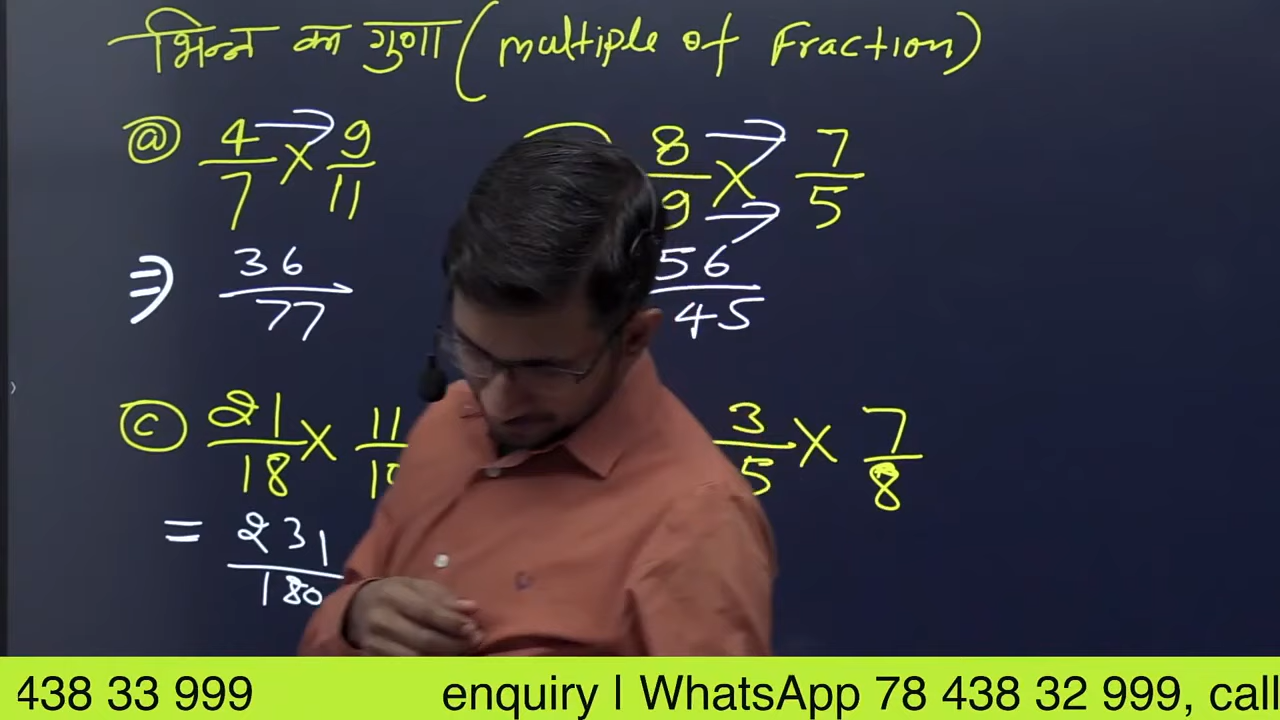 भिन्न का गुणा ( multiple of Fraction )
(a) 4/7 × 9/11
8/9 × 7/5
⇒ 36/77
56/45
(c) 21/18 × 11/10
3/5 × 7/8
= 231/180
438 33 999 enquiry | WhatsApp 78 438 32 999, call